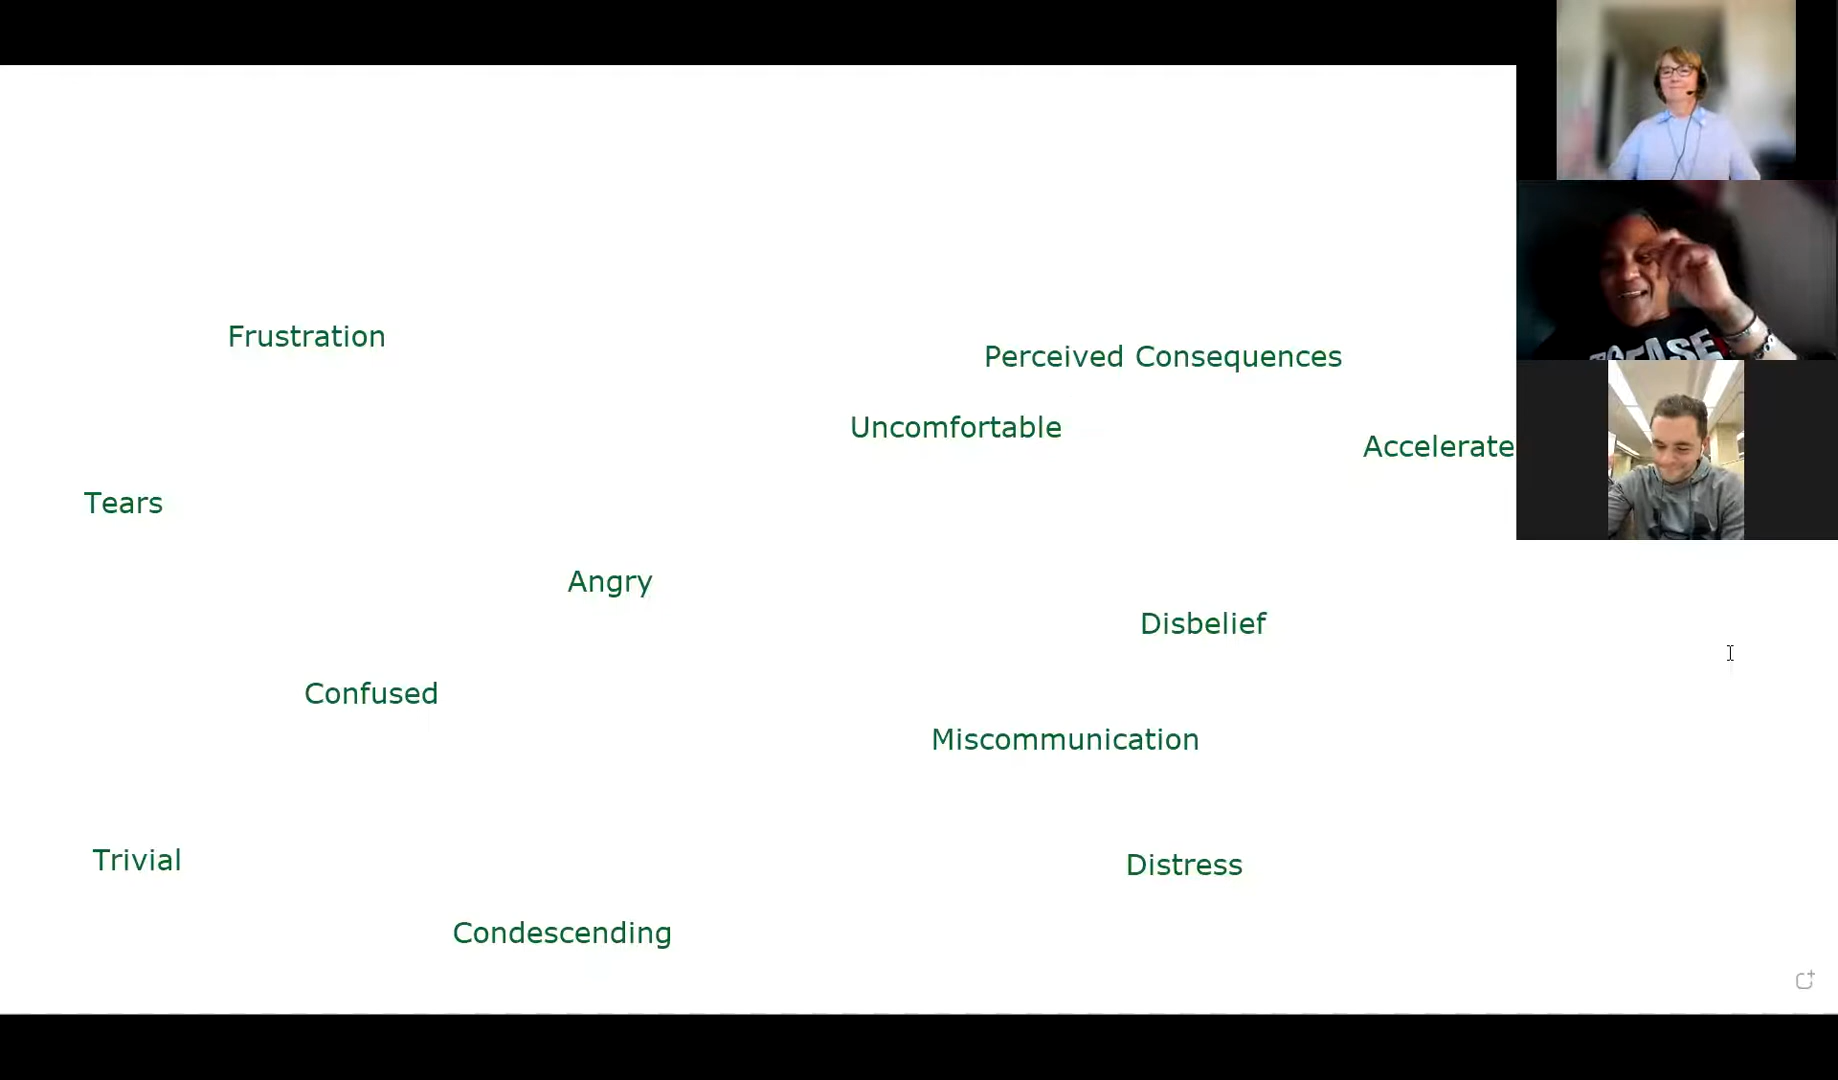 Frustration
Perceived Consequences
Uncomfortable
Accelerate
Tears
Angry
Disbelief
Confused
Miscommunication
Trivial
Distress
Condescending